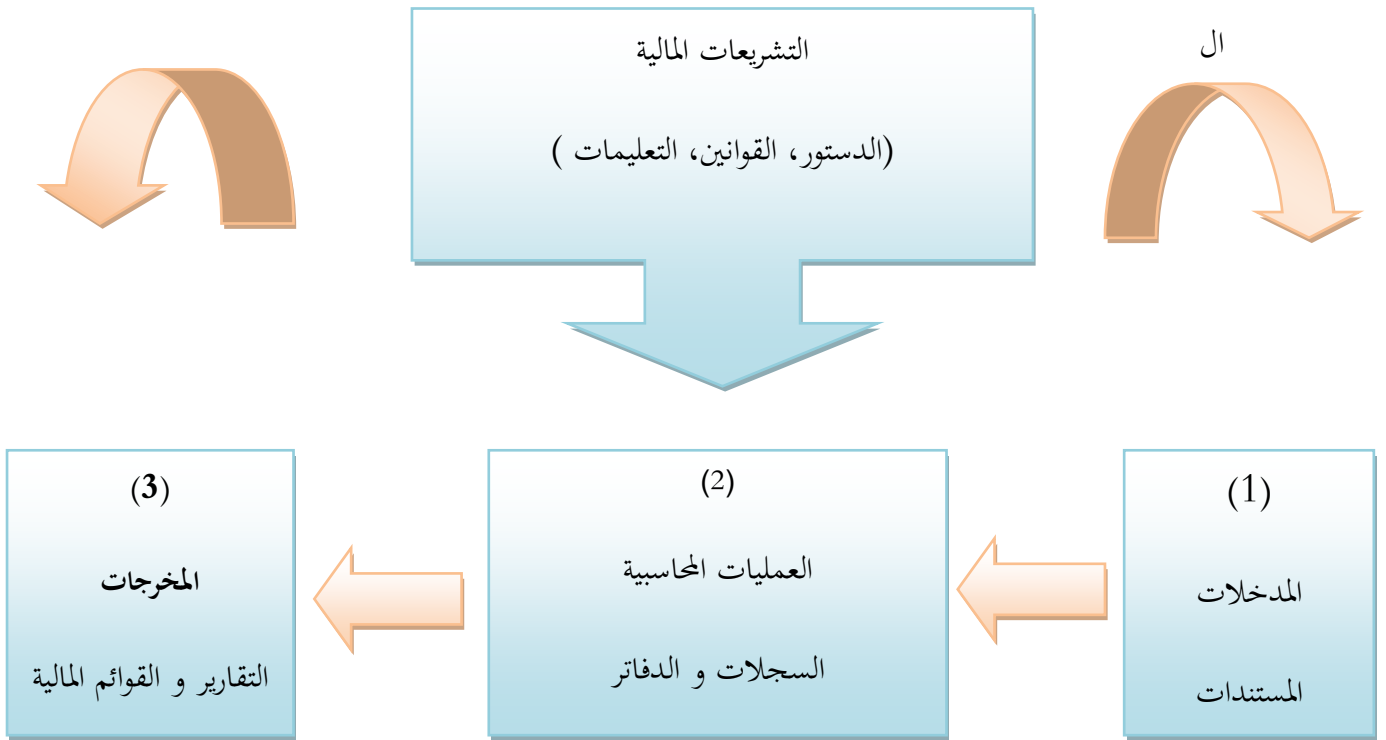 ال
التشريعات المالية
(الدستور، القوانين، التعليمات )
(1)
المدخلات
المستندات
(2)
العمليات المحاسبية
السجلات و الدفاتر
(3)
المخرجات
التقارير و القوائم المالية